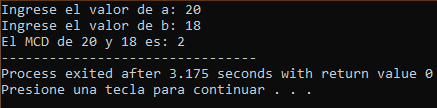 Ingrese el valor de a: 20
Ingrese el valor de b: 18
El MCD de 20 y 18 es: 2
--------------------------------
Process exited after 3.175 seconds with return value 0
Presione una tecla para continuar . . .